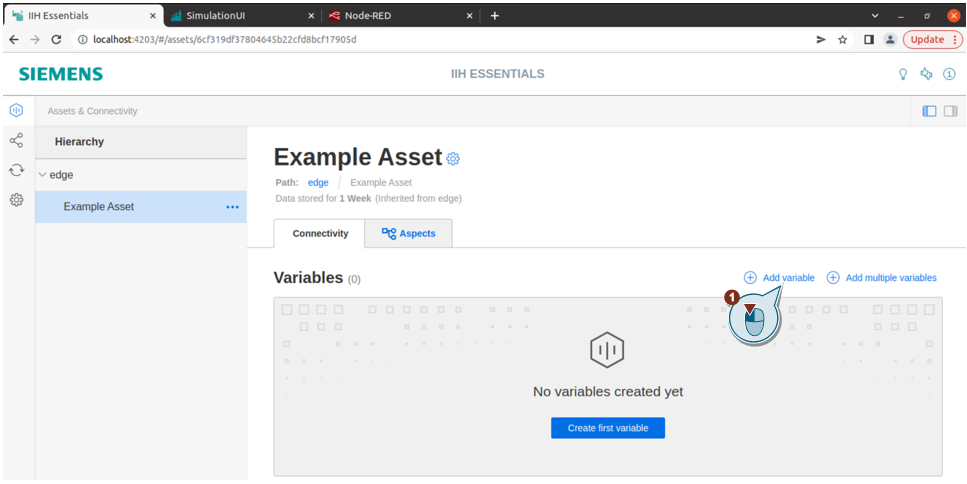 IIH Essentials
SimulationUI
Node-RED
localhost:4203/#/assets/6cf319df37804645b22cfd8bcf17905d
Update
SIEMENS
IIH ESSENTIALS
Assets & Connectivity
Hierarchy
edge
Example Asset
Example Asset
Path: edge / Example Asset
Data stored for 1 Week (Inherited from edge)
Connectivity
Aspects
Variables (0)
Add variable
Add multiple variables
1
No variables created yet
Create first variable